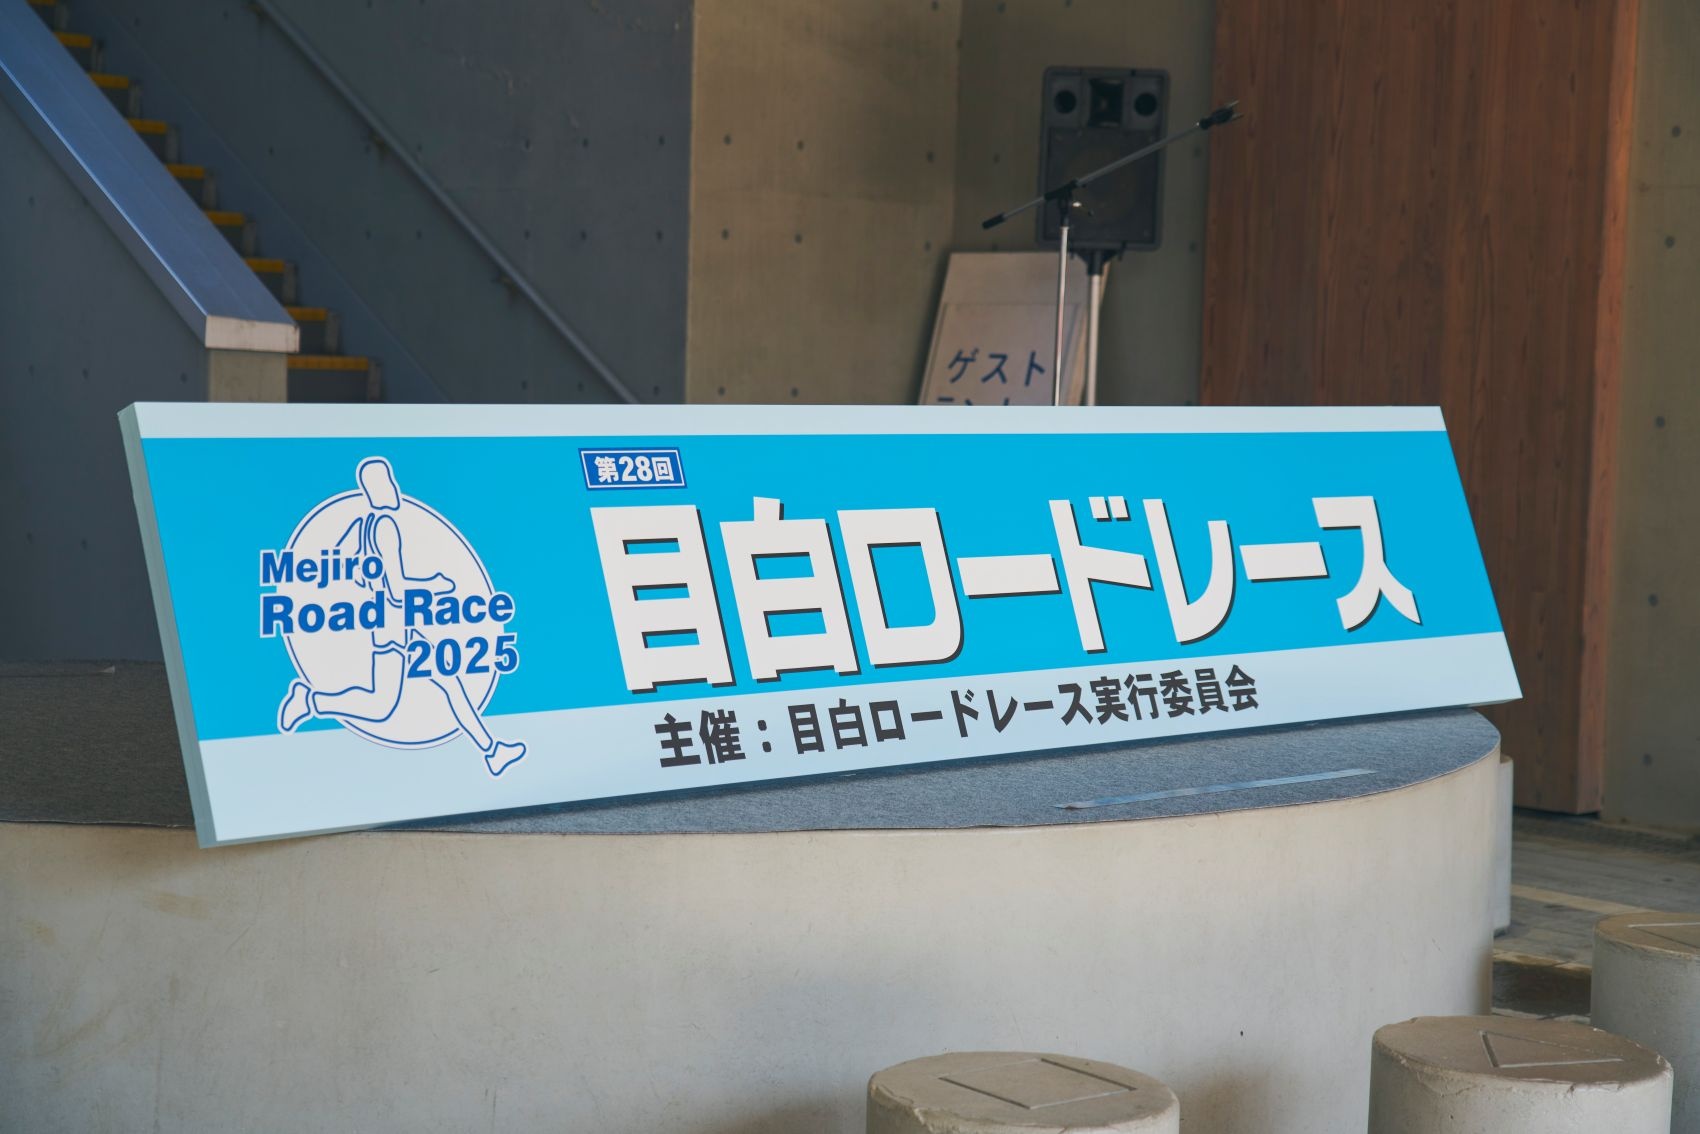 ゲスト
第28回
目白ロードレース
Mejiro
Road Race
2025
主催：目白ロードレース実行委員会